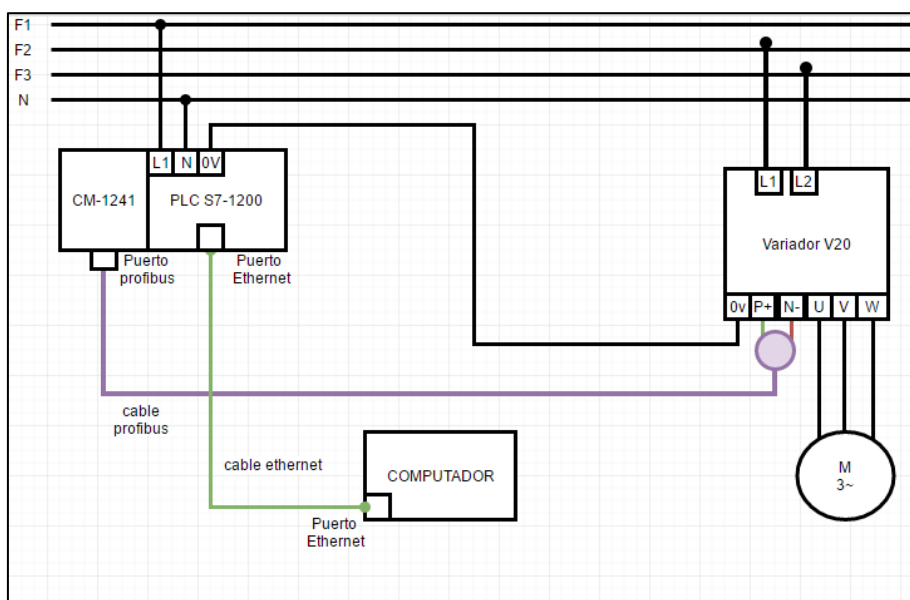 F1
F2
F3
N
L1 N 0V
CM-1241
PLC S7-1200
Puerto
profibus
Puerto
Ethernet
L1
L2
Variador V20
0v P+ N- U V W
cable
profibus
cable ethernet
COMPUTADOR
Puerto
Ethernet
M
3~